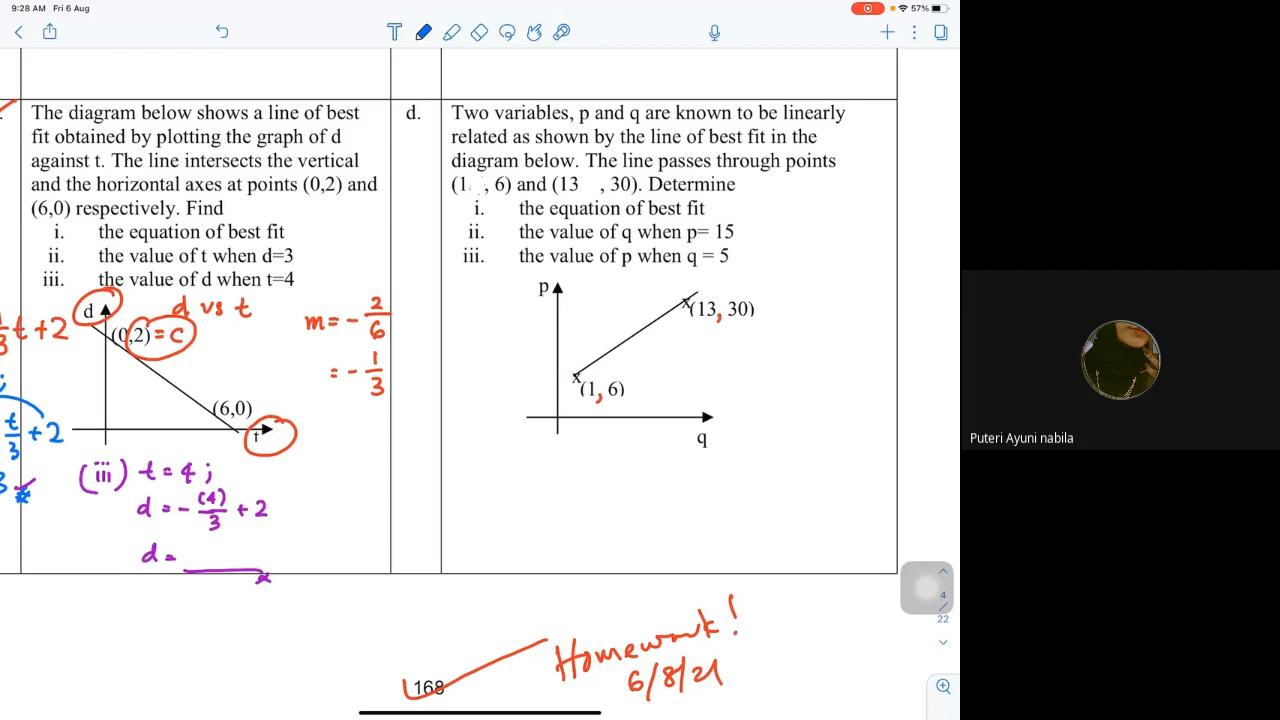 9:28 AM Fri 6 Aug
57%
T
The diagram below shows a line of best
fit obtained by plotting the graph of d
against t. The line intersects the vertical
and the horizontal axes at points (0,2) and
(6,0) respectively. Find
i. the equation of best fit
ii. the value of t when d=3
iii. the value of d when t=4
d vs t
d
(0,2) = C
t + 2
m = - 2/6
= - 1/3
(6,0)
t
t/3 + 2
3
(iii) t = 4 ;
d = - (4)/3 + 2
d =
d.
Two variables, p and q are known to be linearly
related as shown by the line of best fit in the
diagram below. The line passes through points
(1 , 6) and (13 , 30). Determine
i. the equation of best fit
ii. the value of q when p= 15
iii. the value of p when q = 5
p
x(13, 30)
x
(1, 6)
q
4
/
22
Homework!
6/8/21
168
Puteri Ayuni nabila